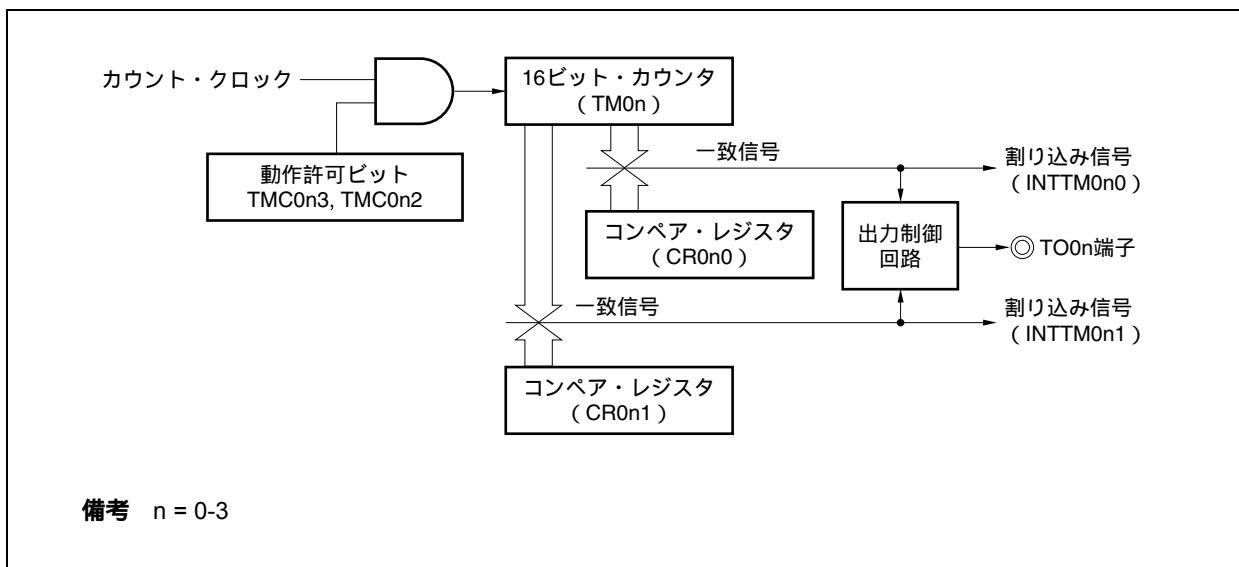 カウント・クロック
16ビット・カウンタ
（TM0n）
動作許可ビット
TMC0n3, TMC0n2
一致信号
割り込み信号
（INTTM0n0）
コンペア・レジスタ
（CR0n0）
出力制御
回路
TO0n端子
一致信号
割り込み信号
（INTTM0n1）
コンペア・レジスタ
（CR0n1）
備考 n = 0-3